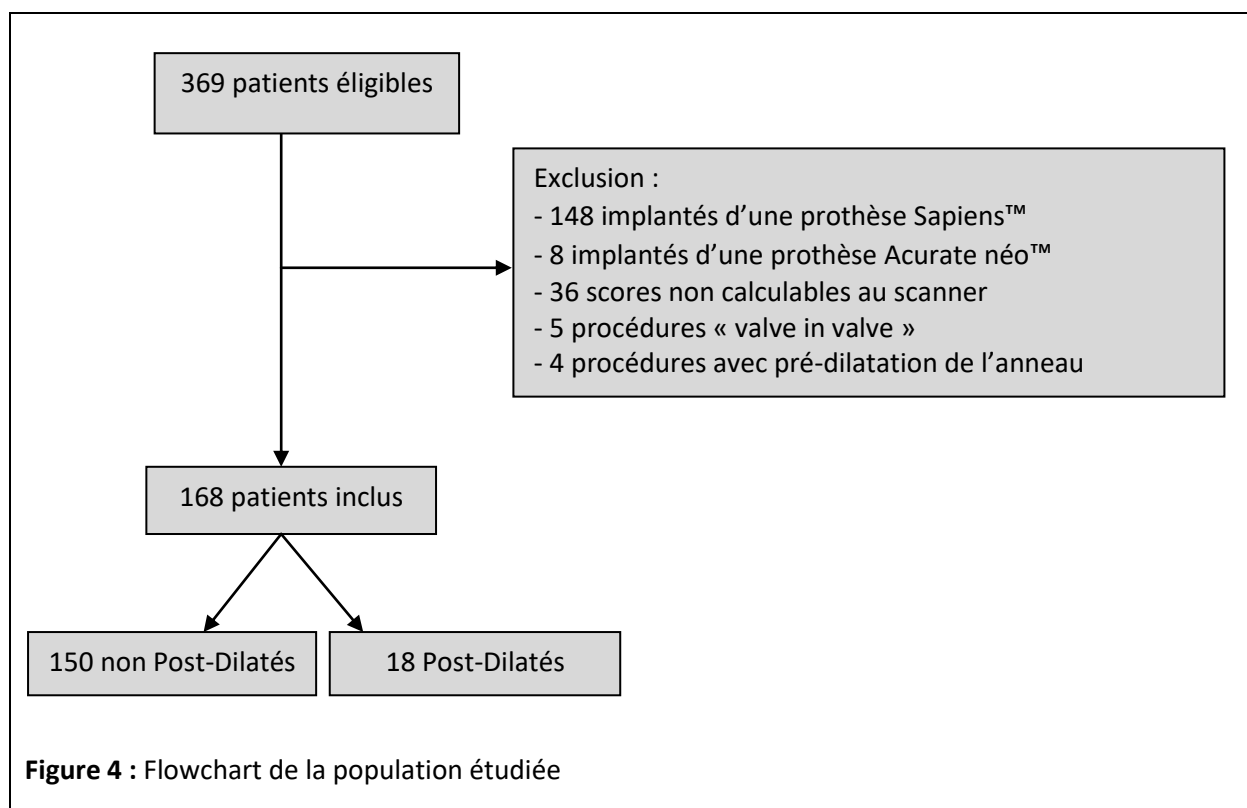 369 patients éligibles
Exclusion :
- 148 implantés d’une prothèse Sapiens™
- 8 implantés d’une prothèse Acurate néo™
- 36 scores non calculables au scanner
- 5 procédures « valve in valve »
- 4 procédures avec pré-dilatation de l’anneau
168 patients inclus
150 non Post-Dilatés
18 Post-Dilatés
Figure 4 : Flowchart de la population étudiée